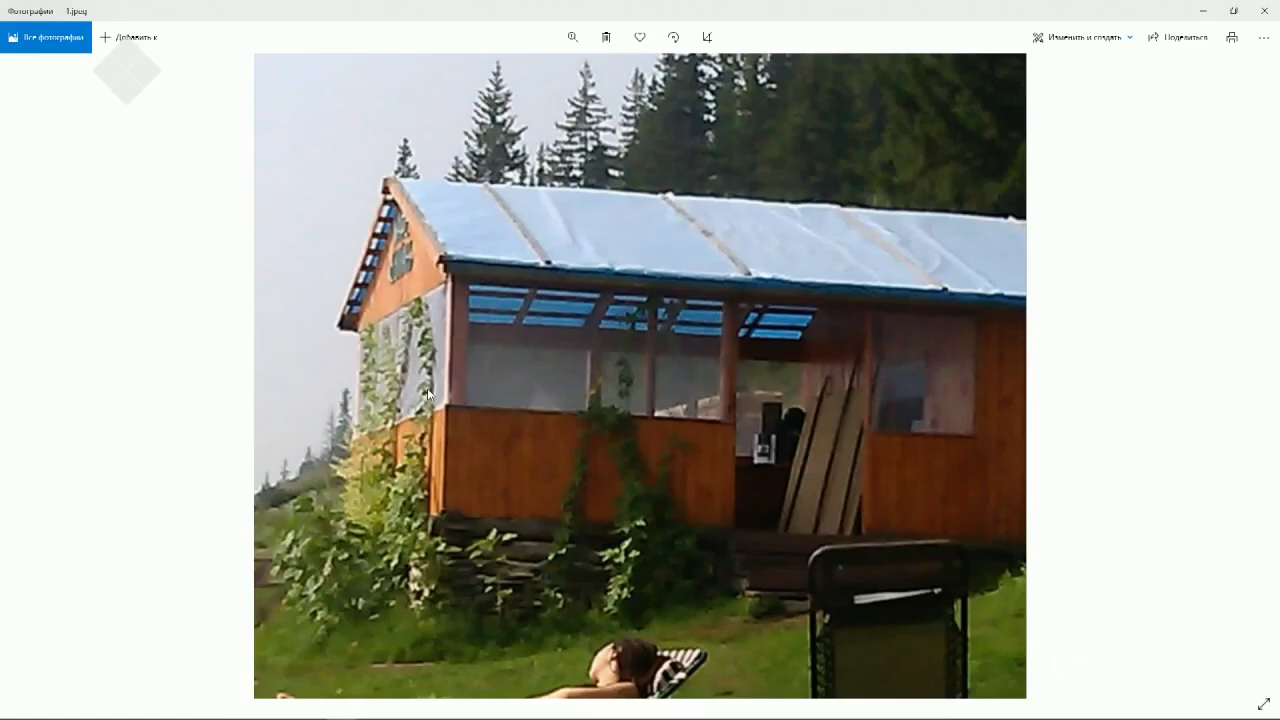 Фотографии - 1.jpeg
Все фотографии
Добавить к
Изменить и создать
Поделиться